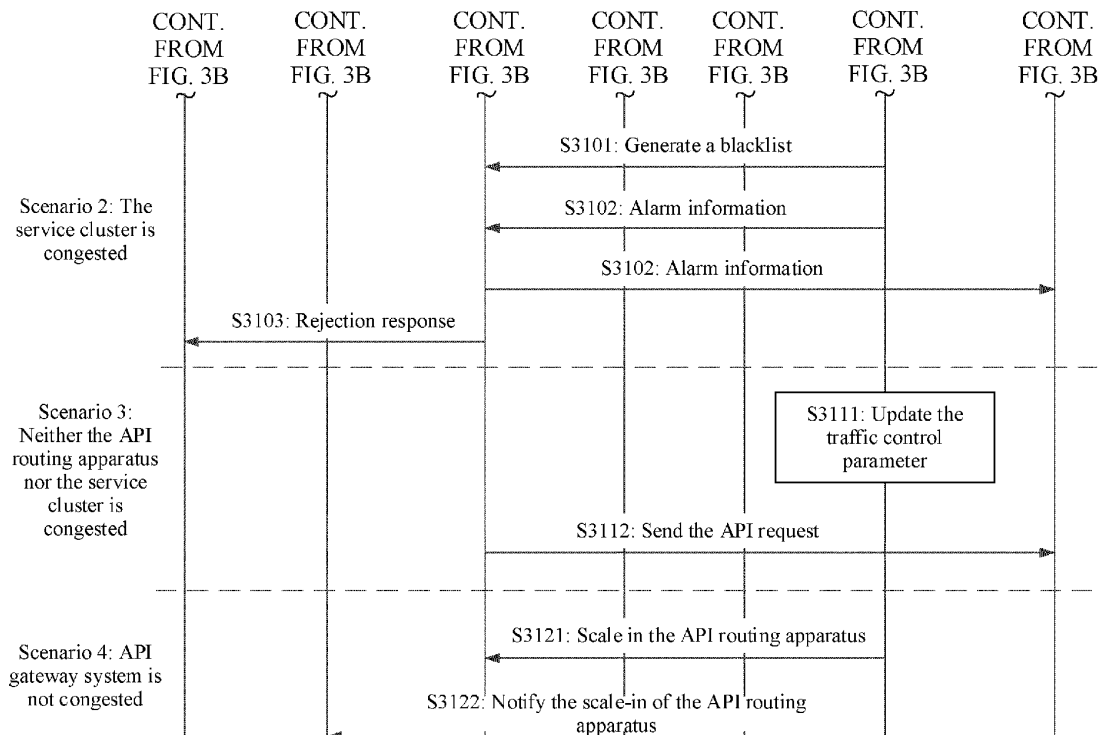 CONT. FROM FIG. 3B
CONT. FROM FIG. 3B
CONT. FROM FIG. 3B
CONT. FROM FIG. 3B
CONT. FROM FIG. 3B
CONT. FROM FIG. 3B
CONT. FROM FIG. 3B
Scenario 2: The
service cluster is
congested
S3101: Generate a blacklist
S3102: Alarm information
S3102: Alarm information
S3103: Rejection response
Scenario 3:
Neither the API
routing apparatus
nor the service
cluster is
congested
S3111: Update the
traffic control
parameter
S3112: Send the API request
Scenario 4: API
gateway system is
not congested
S3121: Scale in the API routing apparatus
S3122: Notify the scale-in of the API routing
apparatus